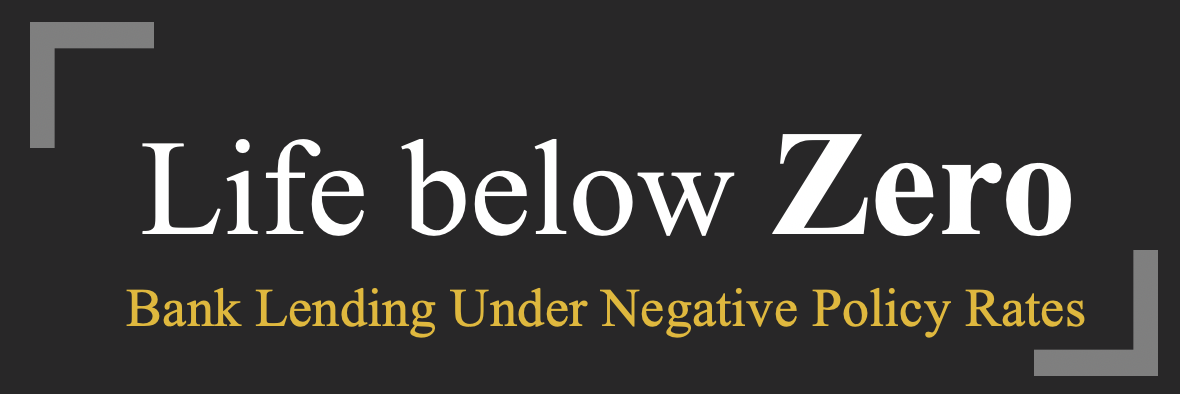 Life below Zero
Bank Lending Under Negative Policy Rates